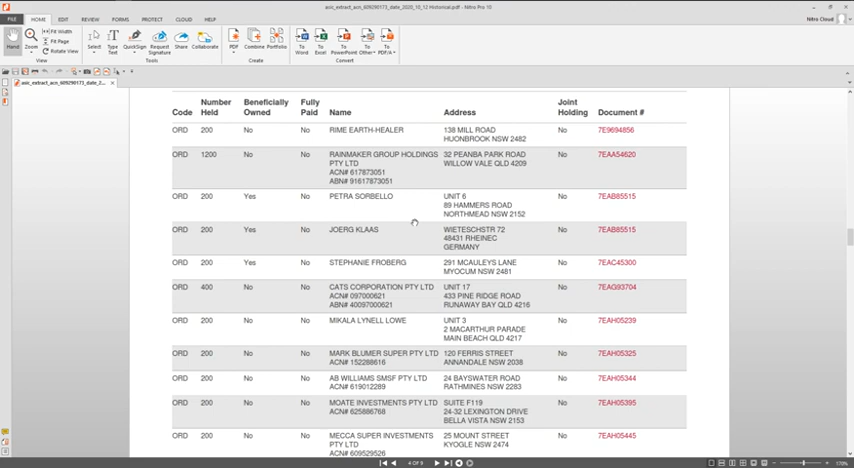 asic_extract_acn_609290173_date_2020_10_12 Historical.pdf - Nitro Pro 10
FILE HOME EDIT REVIEW FORMS PROTECT CLOUD HELP
Nitro Cloud
Hand Zoom Fit Width Fit Page Rotate View
Select Type Text QuickSign Request Signature Share Collaborate
PDF Combine Portfolio
To Word To Excel To PowerPoint To Other To PDF/A
View Tools Create Convert
asic_extract_acn_609290173_date_2...
Code Number Held Beneficially Owned Fully Paid Name Address Joint Holding Document #
ORD 200 No No RIME EARTH-HEALER 138 MILL ROAD No 7E9694856
HUONBROOK NSW 2482
ORD 1200 No No RAINMAKER GROUP HOLDINGS 32 PEANBA PARK ROAD No 7EAA54620
PTY LTD WILLOW VALE QLD 4209
ACN# 617873051
ABN# 91617873051
ORD 200 Yes No PETRA SORBELLO UNIT 6 No 7EAB85515
89 HAMMERS ROAD
NORTHMEAD NSW 2152
ORD 200 Yes No JOERG KLAAS WIETESCHSTR 72 No 7EAB85515
48431 RHEINEC
GERMANY
ORD 200 Yes No STEPHANIE FROBERG 291 MCAULEYS LANE No 7EAC45300
MYOCUM NSW 2481
ORD 400 No No CATS CORPORATION PTY LTD UNIT 17 No 7EAG93704
ACN# 097000621 433 PINE RIDGE ROAD
ABN# 40097000621 RUNAWAY BAY QLD 4216
ORD 200 No No MIKALA LYNELL LOWE UNIT 3 No 7EAH05239
2 MACARTHUR PARADE
MAIN BEACH QLD 4217
ORD 200 No No MARK BLUMER SUPER PTY LTD 120 FERRIS STREET No 7EAH05325
ACN# 152288616 ANNANDALE NSW 2038
ORD 200 No No AB WILLIAMS SMSF PTY LTD 24 BAYSWATER ROAD No 7EAH05344
ACN# 619012289 RATHMINES NSW 2283
ORD 200 No No MOATE INVESTMENTS PTY LTD SUITE F119 No 7EAH05395
ACN# 625886768 24-32 LEXINGTON DRIVE
BELLA VISTA NSW 2153
ORD 200 No No MECCA SUPER INVESTMENTS 25 MOUNT STREET No 7EAH05445
PTY LTD KYOGLE NSW 2474
ACN# 609529526
4 OF 9
170%